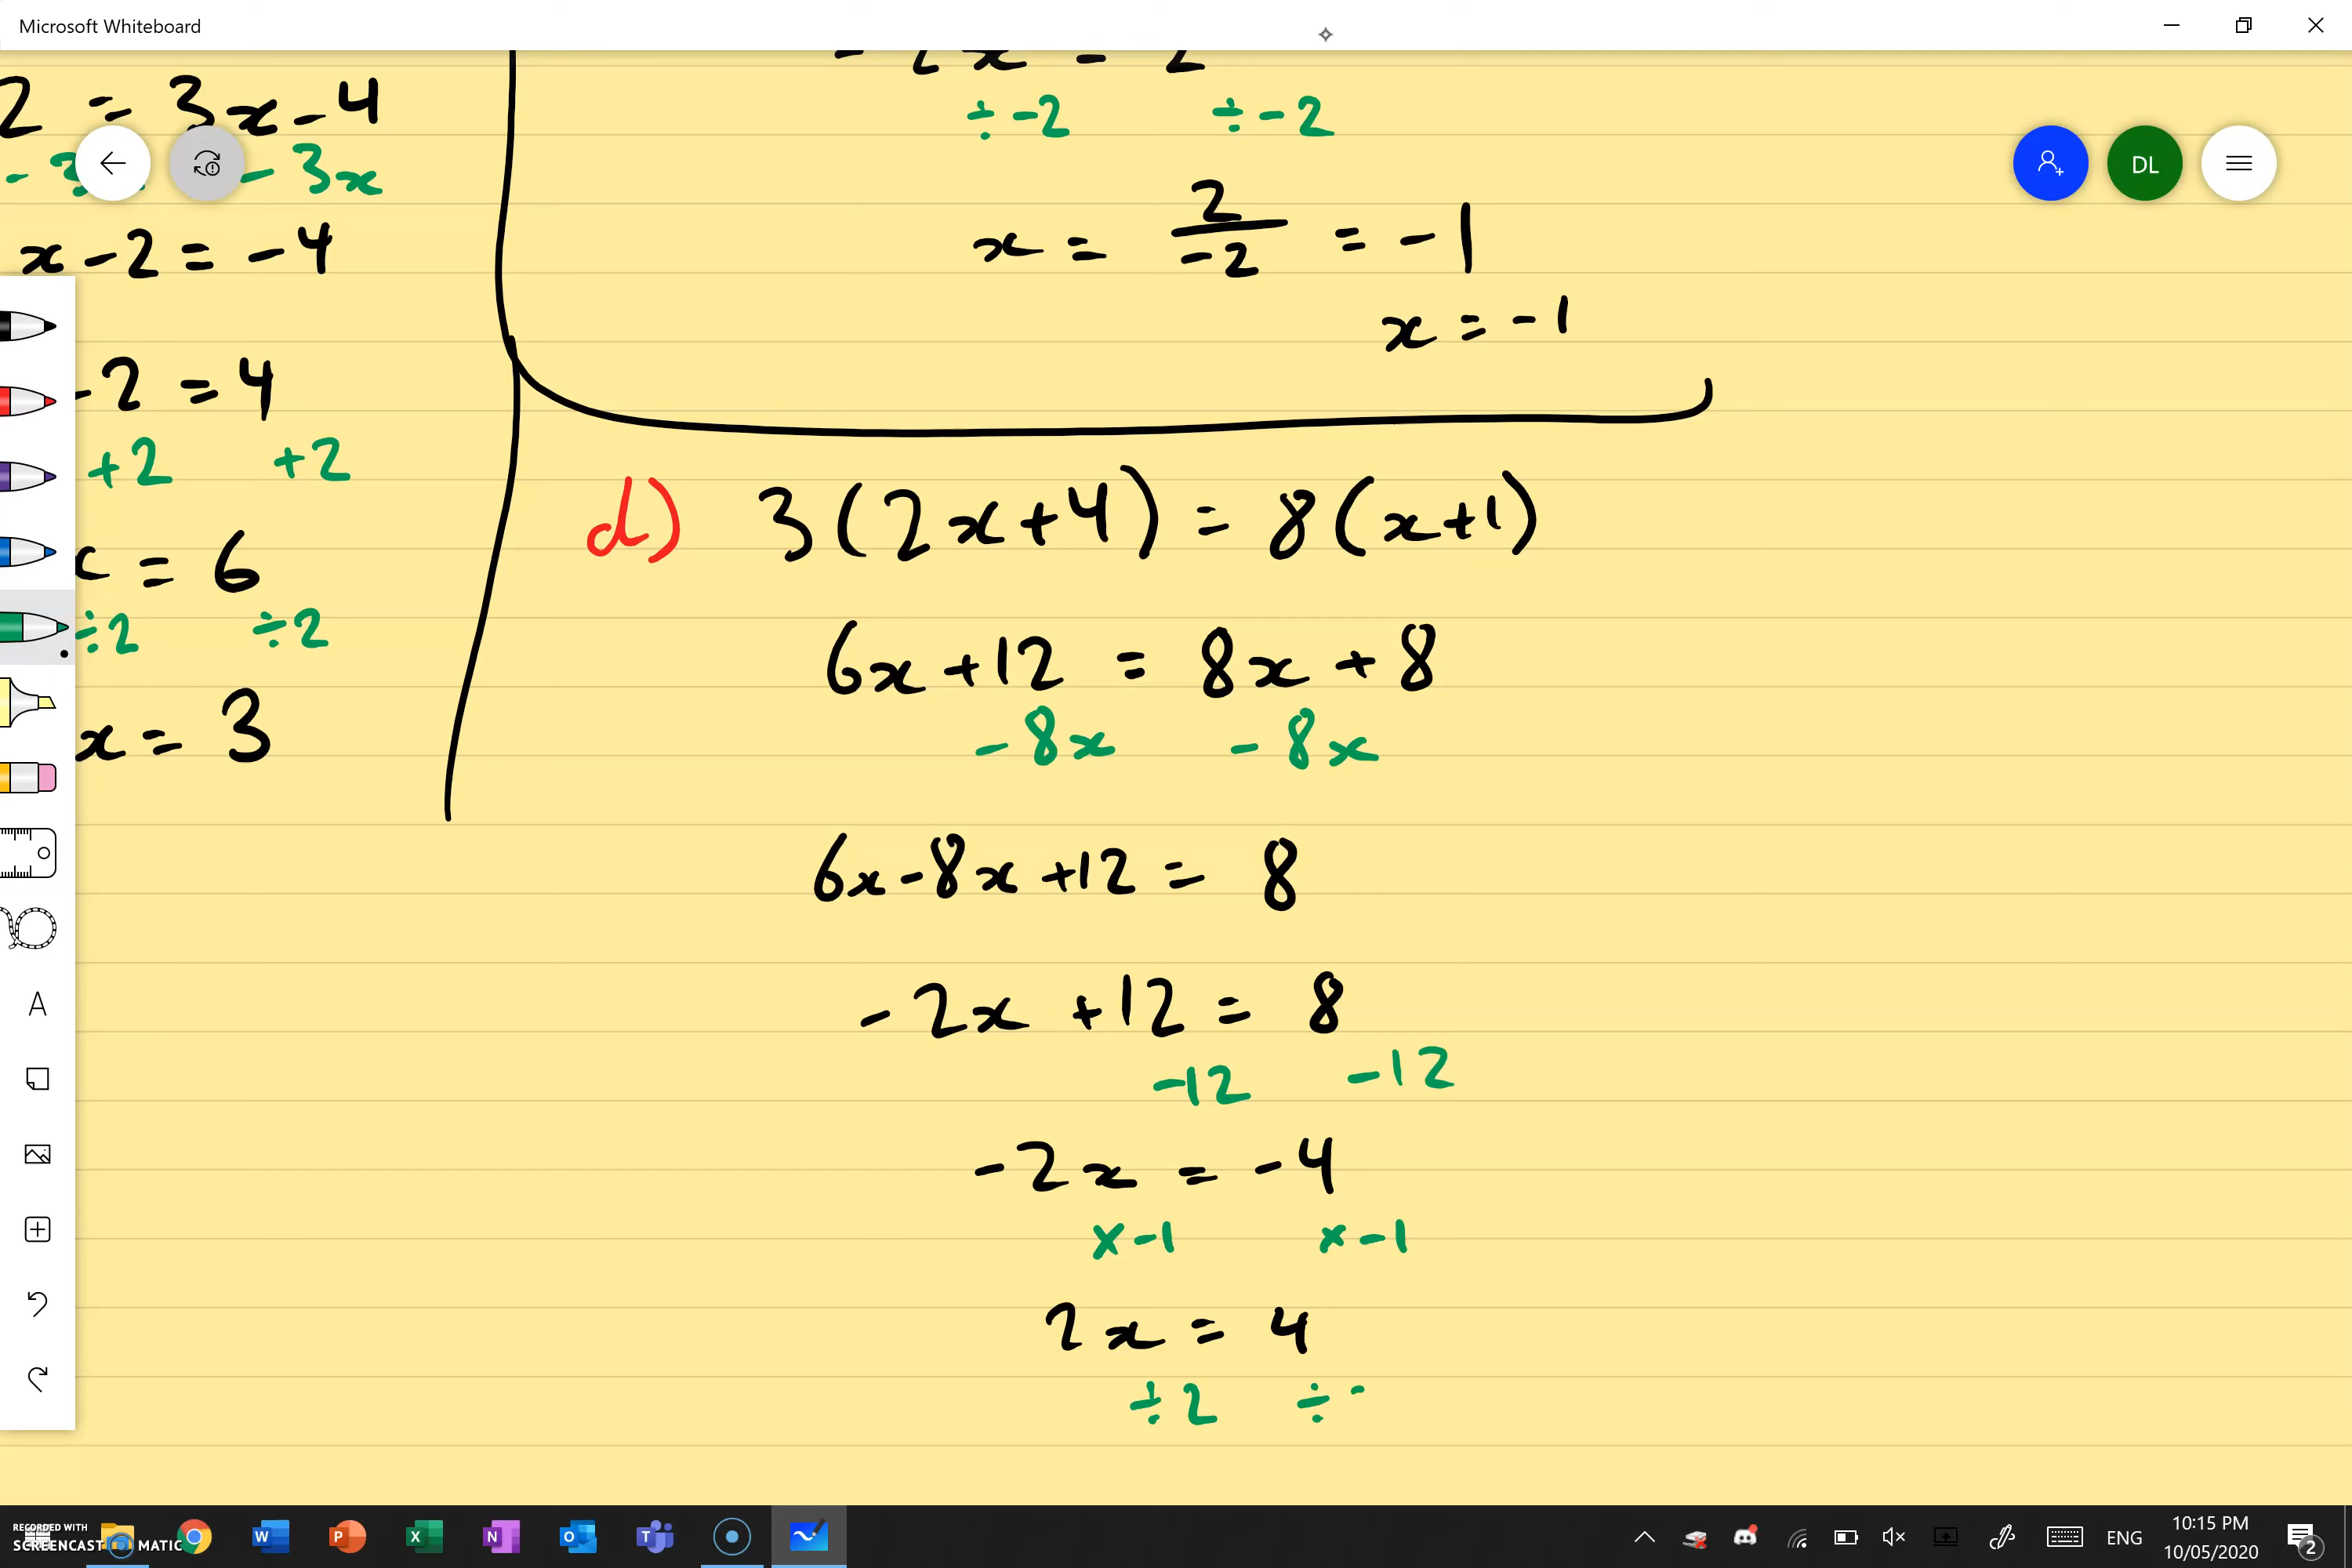 Microsoft Whiteboard
2 = 3x - 4
- 3x
x - 2 = -4
-2 = 4
+2 +2
= 6
÷2 ÷2
x = 3
- 2x = 2
÷-2 ÷-2
x = 2/-2 = -1
x = -1
DL
d) 3(2x+4) = 8(x+1)
6x +12 = 8x + 8
-8x -8x
6x - 8x +12 = 8
-2x +12 = 8
-12 -12
-2x = -4
x -1 x -1
2x = 4
÷2 ÷
A
RECORDED WITH
SCREENCAST MATIC
W P X N O T
ENG
10:15 PM
10/05/2020
2